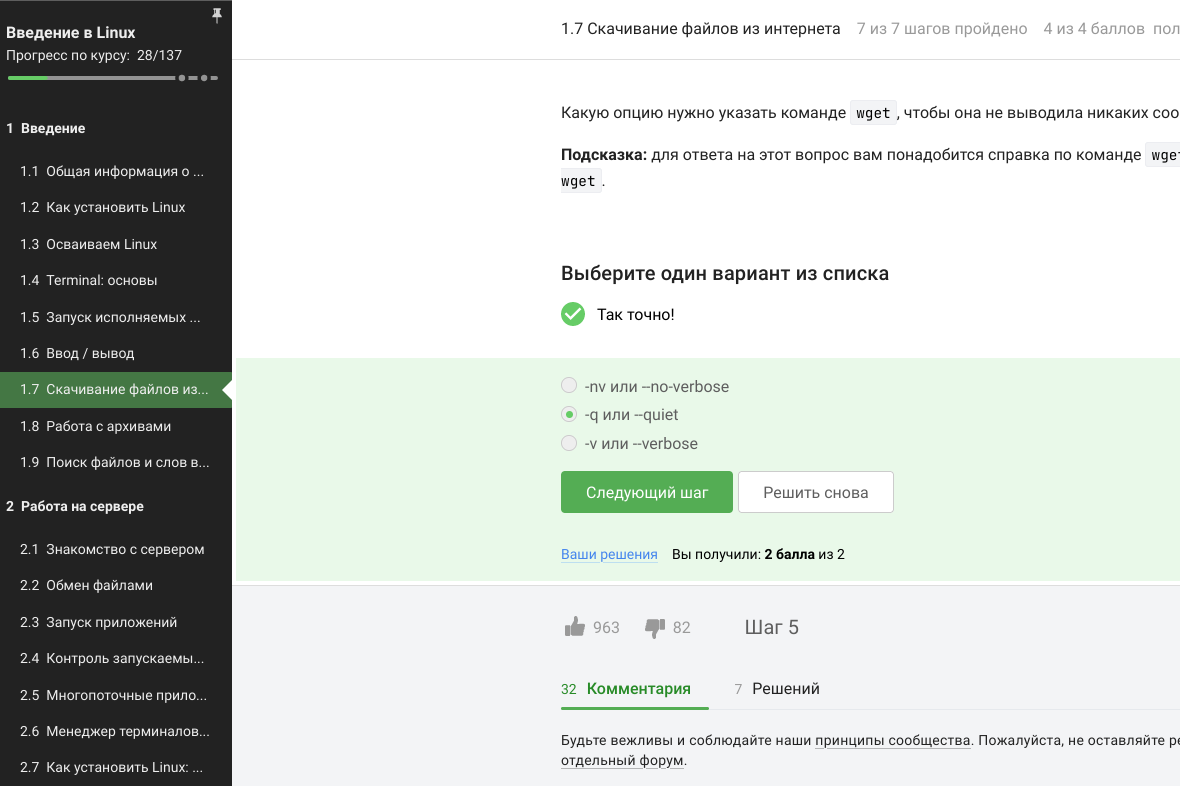 Введение в Linux
Прогресс по курсу: 28/137
1 Введение
1.1 Общая информация о ...
1.2 Как установить Linux
1.3 Осваиваем Linux
1.4 Terminal: основы
1.5 Запуск исполняемых ...
1.6 Ввод / вывод
1.7 Скачивание файлов из...
1.8 Работа с архивами
1.9 Поиск файлов и слов в...
2 Работа на сервере
2.1 Знакомство с сервером
2.2 Обмен файлами
2.3 Запуск приложений
2.4 Контроль запускаемы...
2.5 Многопоточные прило...
2.6 Менеджер терминалов...
2.7 Как установить Linux: ...
1.7 Скачивание файлов из интернета 7 из 7 шагов пройдено 4 из 4 баллов пол
Какую опцию нужно указать команде wget, чтобы она не выводила никаких соо
Подсказка: для ответа на этот вопрос вам понадобится справка по команде wget
wget.
Выберите один вариант из списка
Так точно!
-nv или --no-verbose
-q или --quiet
-v или --verbose
Следующий шаг Решить снова
Ваши решения Вы получили: 2 балла из 2
963 82 Шаг 5
32 Комментария 7 Решений
Будьте вежливы и соблюдайте наши принципы сообщества. Пожалуйста, не оставляйте ре
отдельный форум.